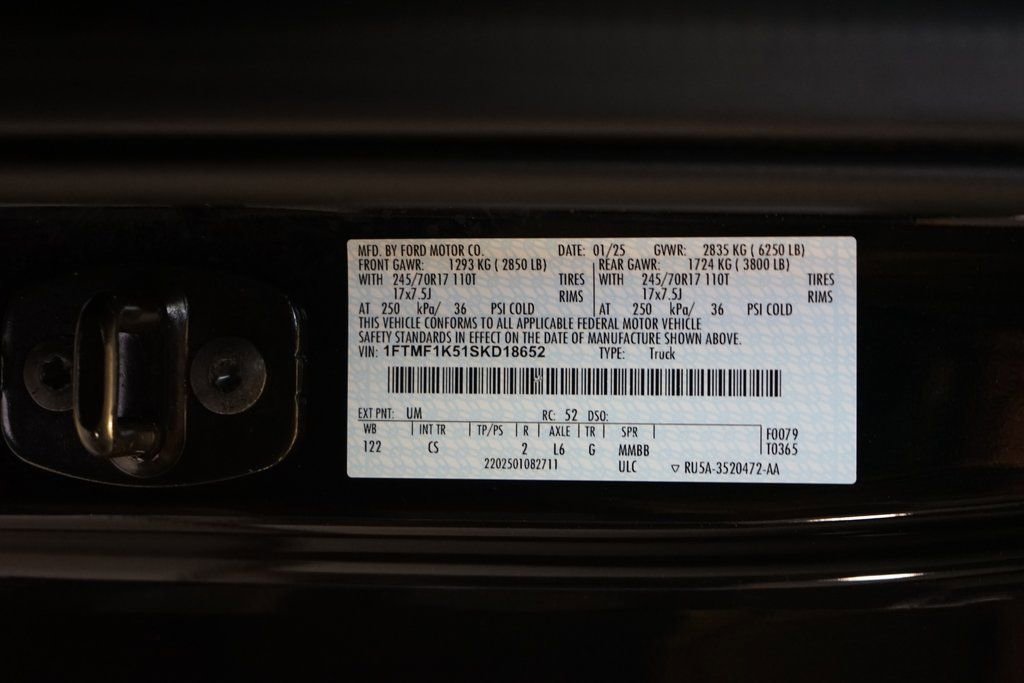 MFD. BY FORD MOTOR CO. DATE: 01/25 GVWR: 2835 KG ( 6250 LB)
FRONT GAWR: 1293 KG ( 2850 LB) REAR GAWR: 1724 KG ( 3800 LB)
WITH 245/70R17 110T TIRES WITH 245/70R17 110T TIRES
17x7.5J RIMS 17x7.5J RIMS
AT 250 kPa/ 36 PSI COLD AT 250 kPa/ 36 PSI COLD
THIS VEHICLE CONFORMS TO ALL APPLICABLE FEDERAL MOTOR VEHICLE
SAFETY STANDARDS IN EFFECT ON THE DATE OF MANUFACTURE SHOWN ABOVE.
VIN: 1FTMF1K51SKD18652 TYPE: Truck
EXT PNT: UM RC: 52 DSO:
WB INT TR TP/PS R AXLE TR SPR F0079
122 CS 2 L6 G MMBB T0365
2202501082711 ULC ▽ RU5A-3520472-AA